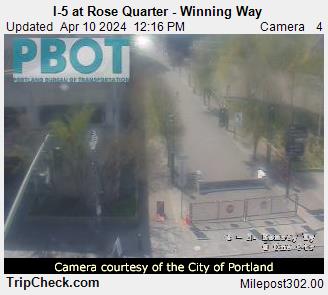 I-5 at Rose Quarter - Winning Way
Updated Apr 10 2024 12:16 PM Camera 4
PBOT
PORTLAND BUREAU OF TRANSPORTATION
Camera courtesy of the City of Portland
TripCheck.com Milepost302.00